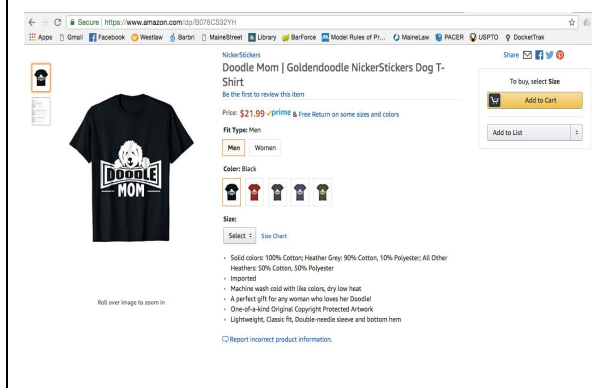 Secure | https://www.amazon.com/dp/B076CS32YH
Apps Gmail Facebook Westlaw Barbri MaineStreet Library BarForce Model Rules of Pr... MaineLaw PACER USPTO DocketTrak
NickerStickers
Doodle Mom | Goldendoodle NickerStickers Dog T-
Shirt
Be the first to review this item
Price: $21.99 prime & Free Return on some sizes and colors
Fit Type: Men
Men Women
Color: Black
Size:
Select Size Chart
Solid colors: 100% Cotton; Heather Grey: 90% Cotton, 10% Polyester; All Other
Heathers: 50% Cotton, 50% Polyester
Imported
Machine wash cold with like colors, dry low heat
A perfect gift for any woman who loves her Doodle!
One-of-a-kind Original Copyright Protected Artwork
Lightweight, Classic fit, Double-needle sleeve and bottom hem
Report incorrect product information.
DOODLE
MOM
Roll over image to zoom in
Share
To buy, select Size
Add to Cart
Add to List